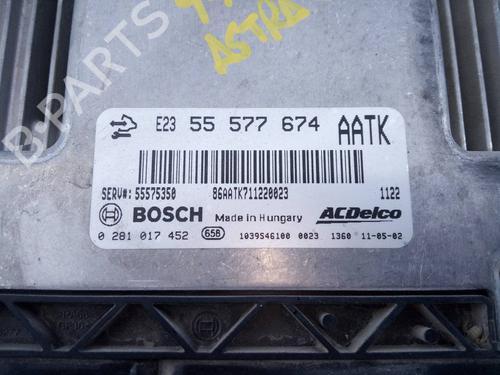 B-PARTS
ASTRA
E23 55 577 674 AATK
SERV#: 55575350 86AATK711220023 1122
BOSCH Made in Hungary ACDelco
0 281 017 452 658 1039S46100 0023 1360 11-05-02